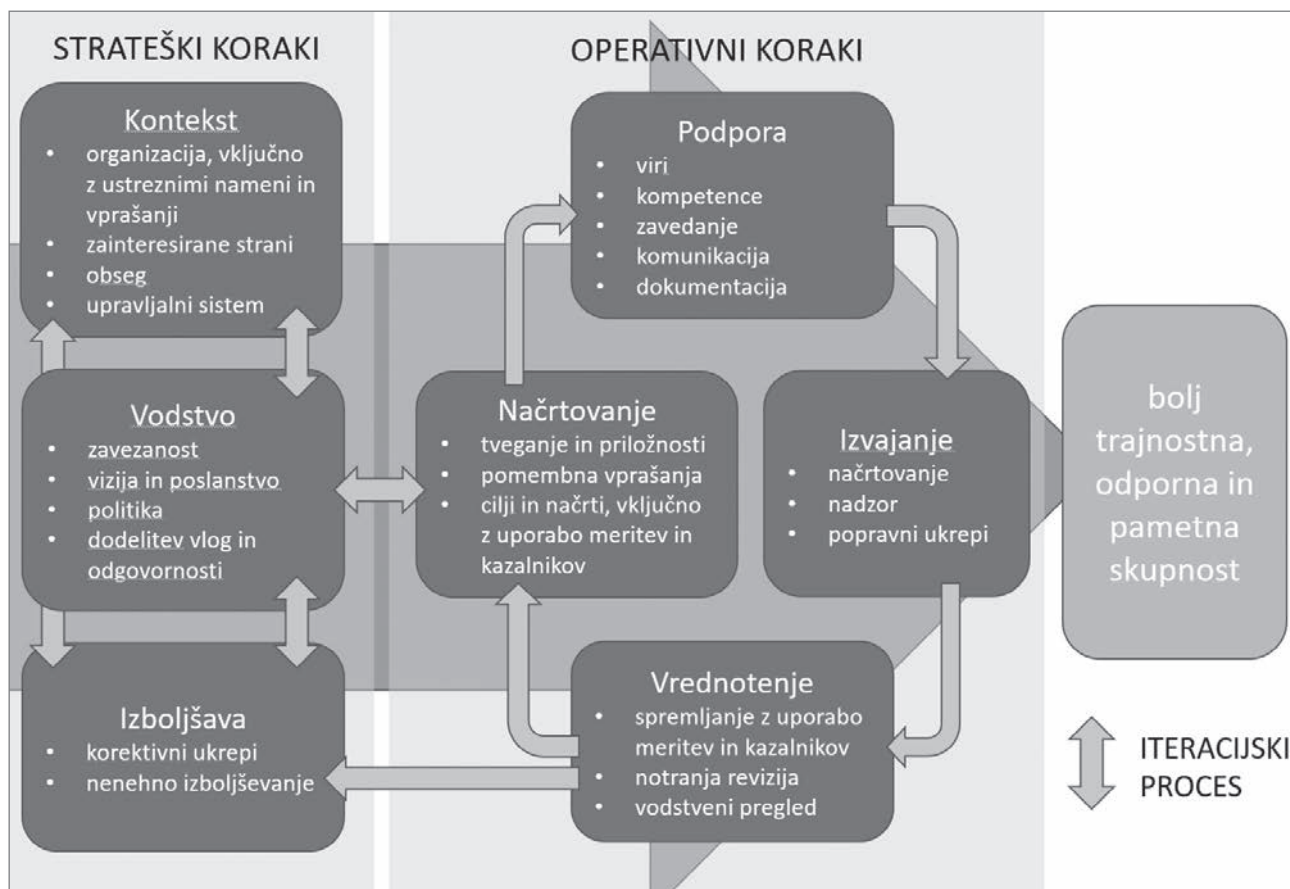 STRATEŠKI KORAKI
Kontekst
• organizacija, vključno
z ustreznimi nameni in
vprašanji
• zainteresirane strani
• obseg
• upravljalni sistem
Vodstvo
• zavezanost
• vizija in poslanstvo
• politika
• dodelitev vlog in
odgovornosti
Izboljšava
• korektivni ukrepi
• nenehno izboljševanje
OPERATIVNI KORAKI
Podpora
• viri
• kompetence
• zavedanje
• komunikacija
• dokumentacija
Načrtovanje
• tveganje in priložnosti
• pomembna vprašanja
• cilji in načrti, vključno
z uporabo meritev in
kazalnikov
Izvajanje
• načrtovanje
• nadzor
• popravni ukrepi
Vrednotenje
• spremljanje z uporabo
meritev in kazalnikov
• notranja revizija
• vodstveni pregled
bolj
trajnostna,
odporna in
pametna
skupnost
ITERACIJSKI
PROCES